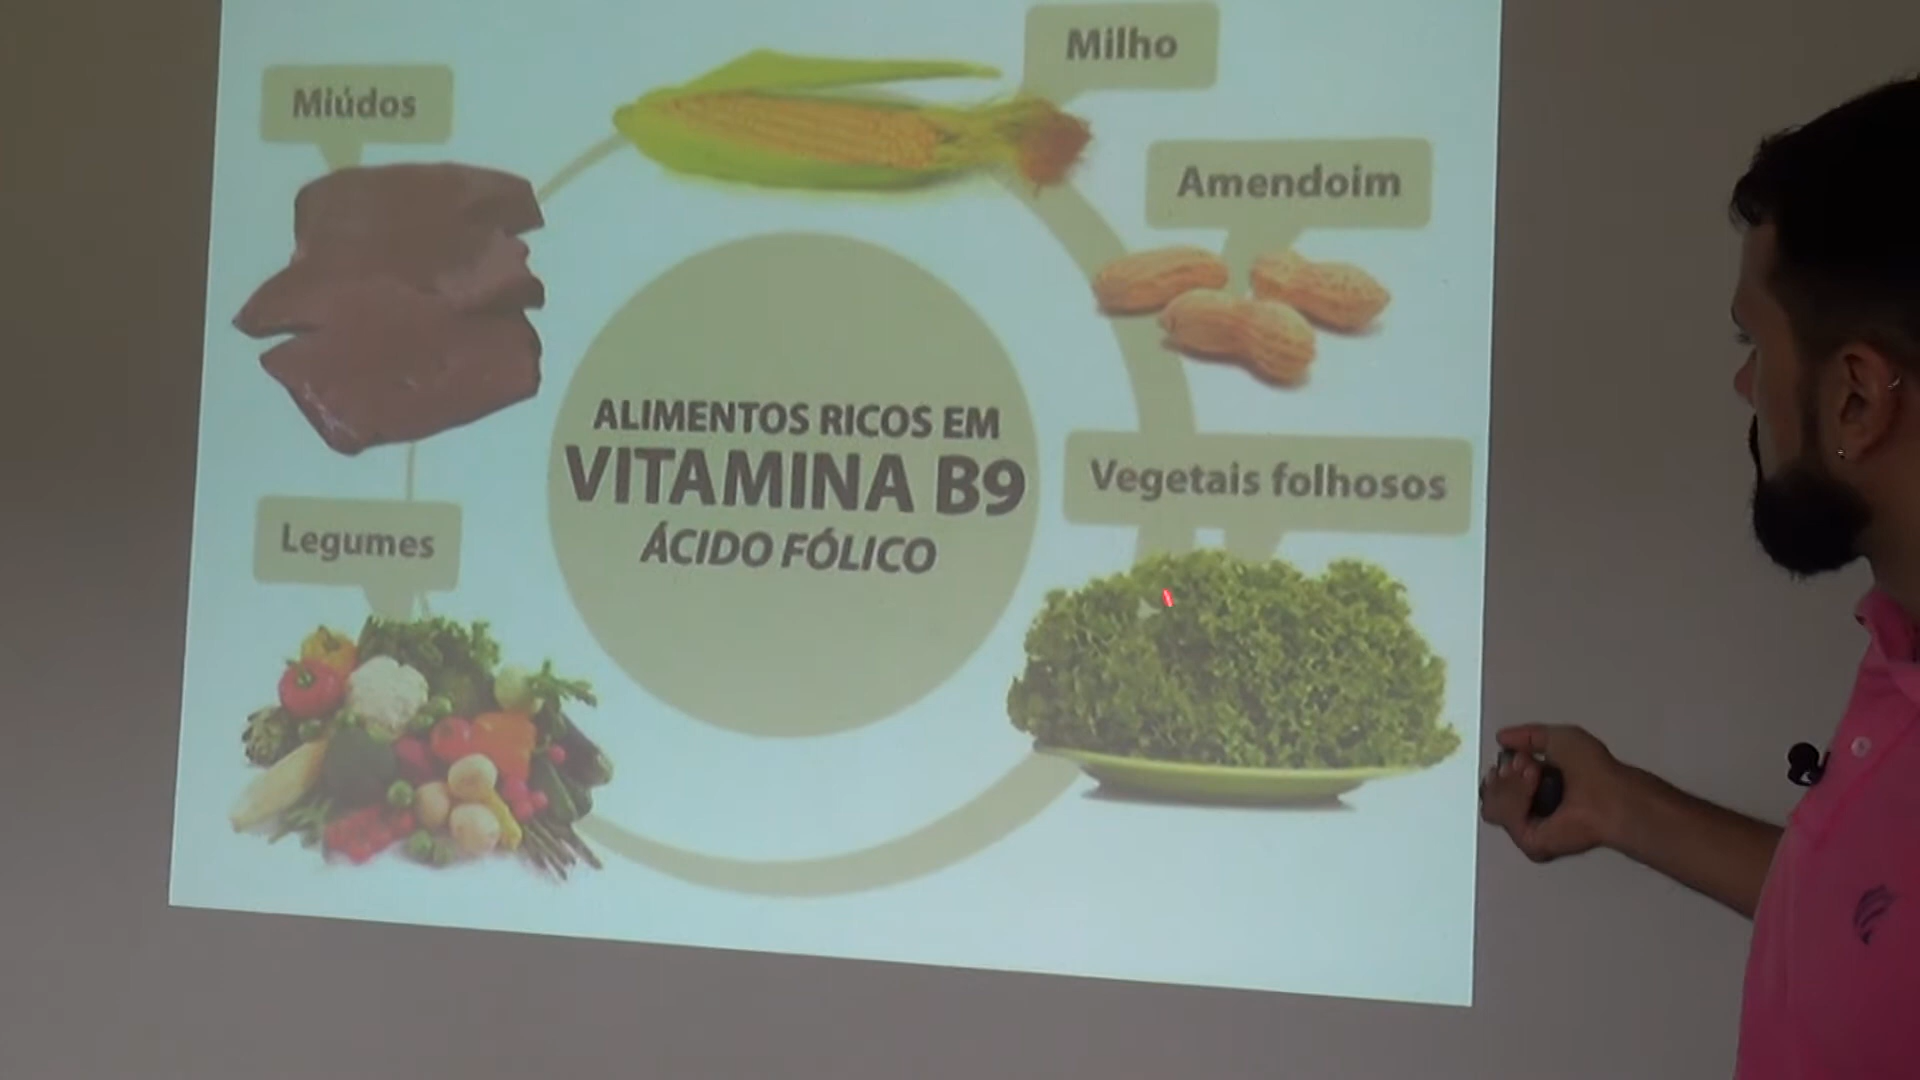 Milho
Miúdos
Amendoim
ALIMENTOS RICOS EM
VITAMINA B9
ÁCIDO FÓLICO
Vegetais folhosos
Legumes